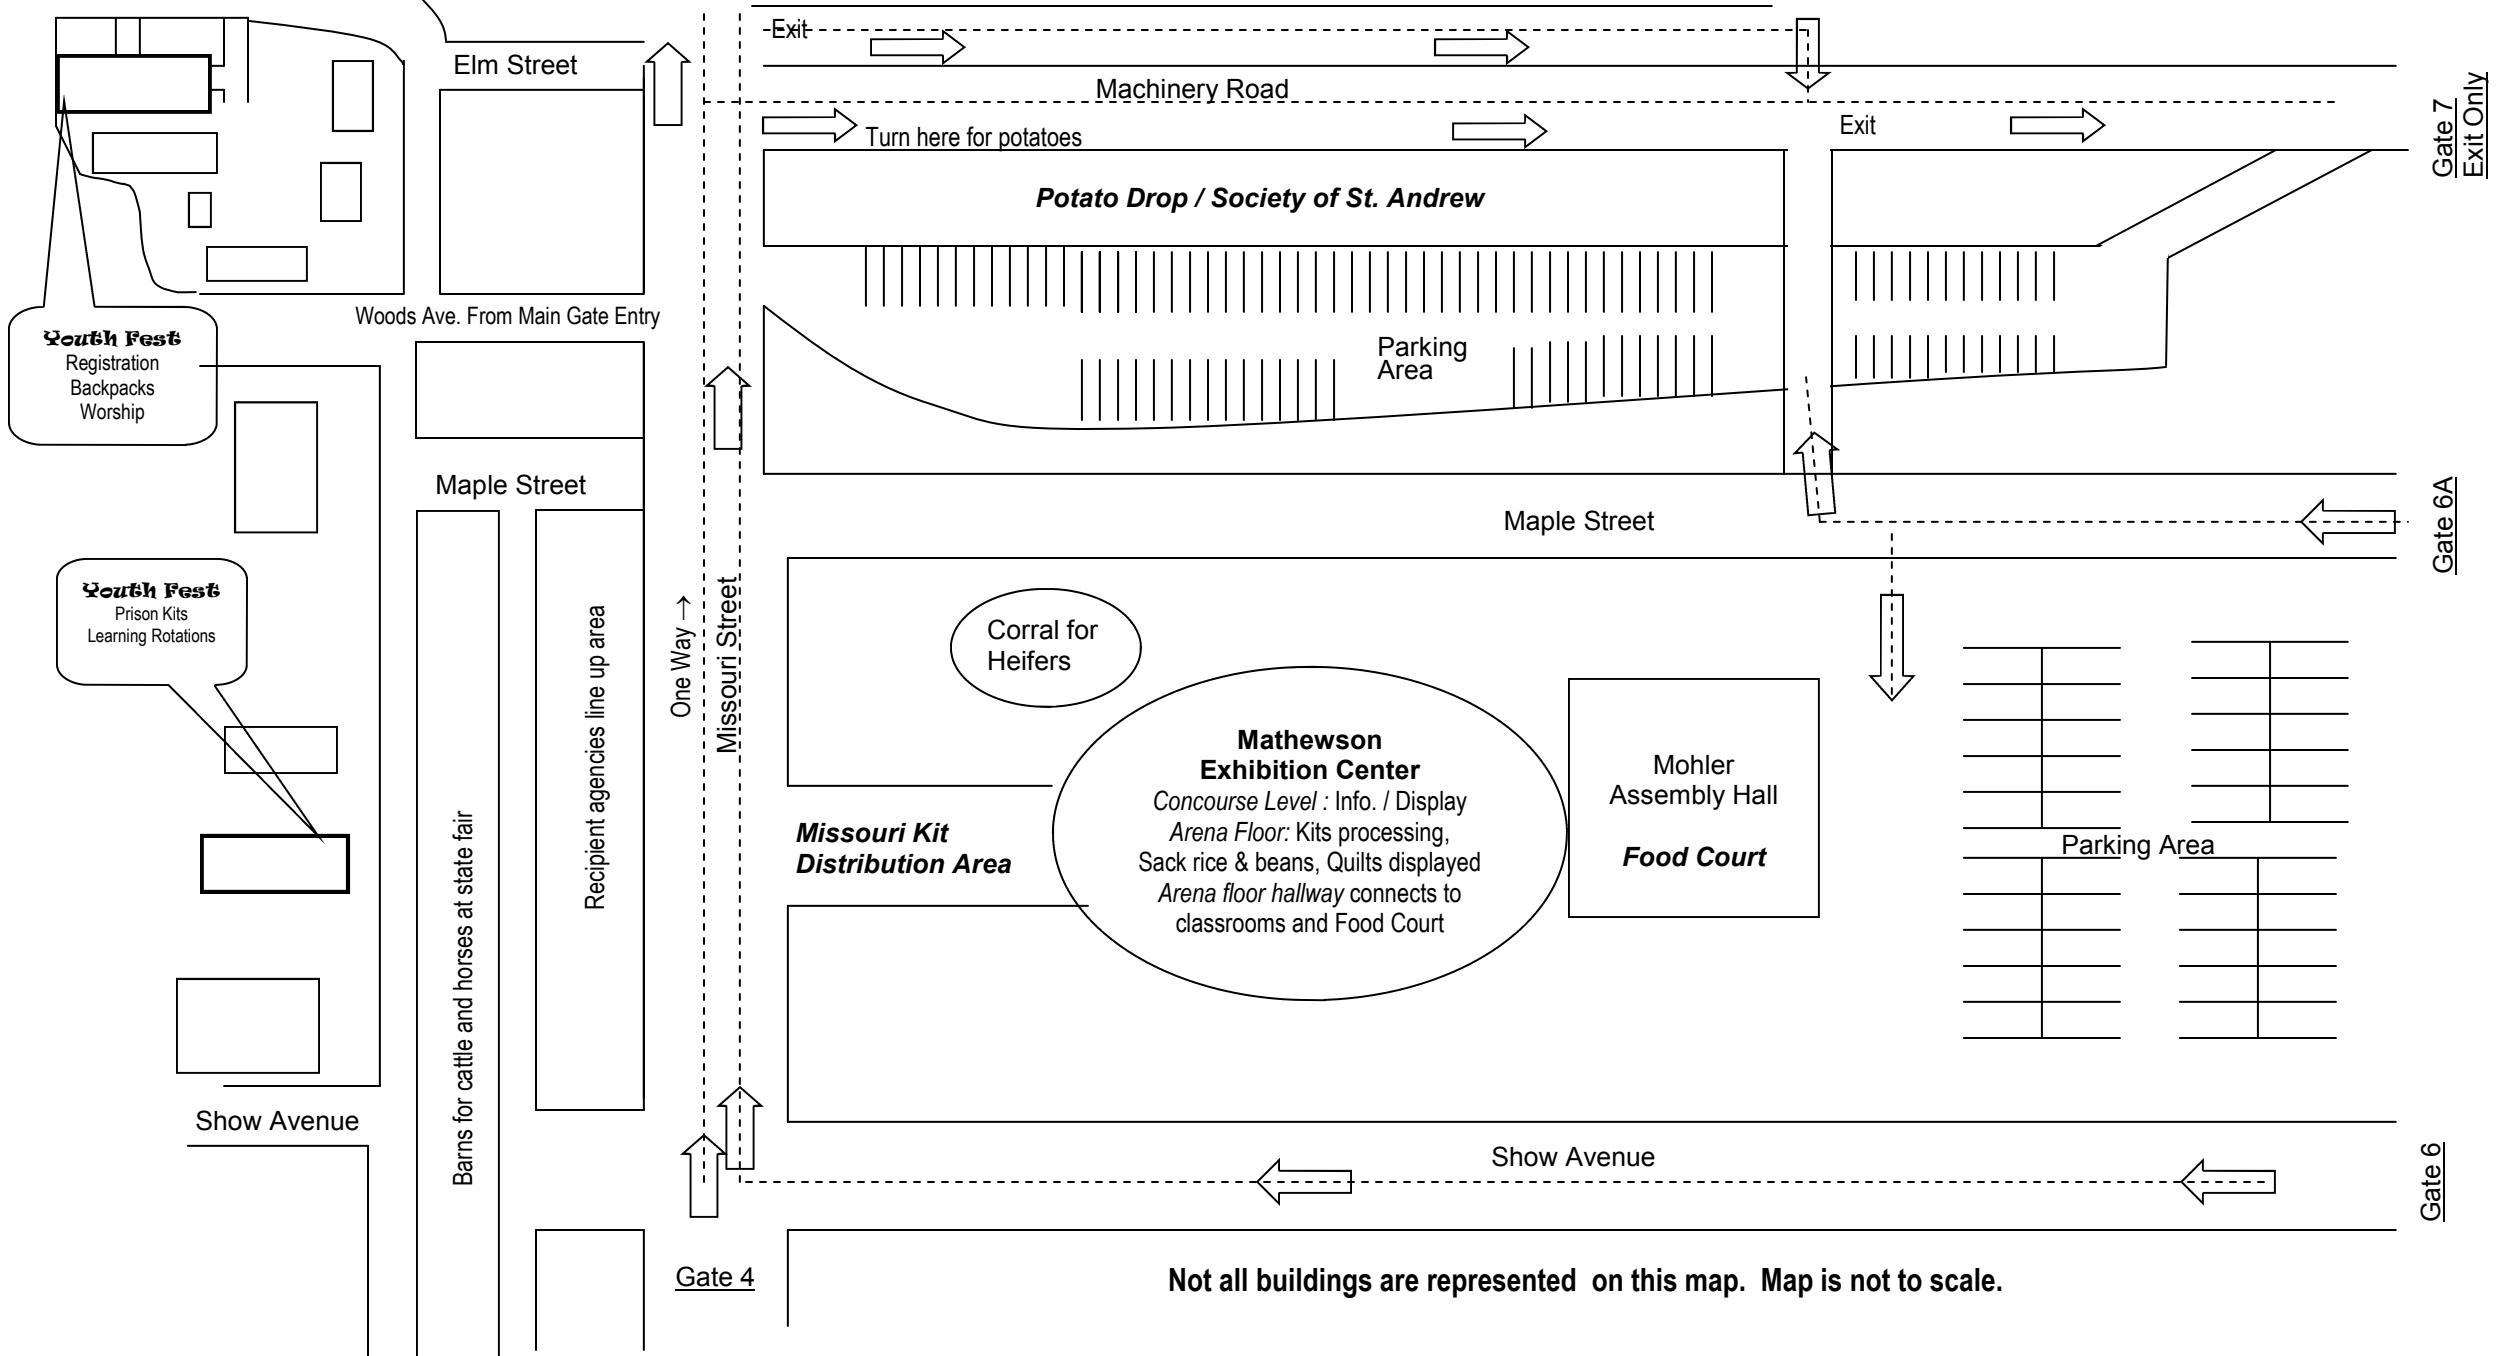 Exit
Elm Street
Machinery Road
Gate 7
Exit Only
Turn here for potatoes
Exit
Potato Drop / Society of St. Andrew
Woods Ave. From Main Gate Entry
Youth Fest
Registration
Backpacks
Worship
Parking
Area
Maple Street
Maple Street
Gate 6A
Youth Fest
Prison Kits
Learning Rotations
One Way →
Missouri Street
Recipient agencies line up area
Barns for cattle and horses at state fair
Corral for
Heifers
Mathewson
Exhibition Center
Concourse Level : Info. / Display
Arena Floor: Kits processing,
Sack rice & beans, Quilts displayed
Arena floor hallway connects to
classrooms and Food Court
Mohler
Assembly Hall
Food Court
Missouri Kit
Distribution Area
Parking Area
Show Avenue
Show Avenue
Gate 6
Gate 4
Not all buildings are represented on this map. Map is not to scale.